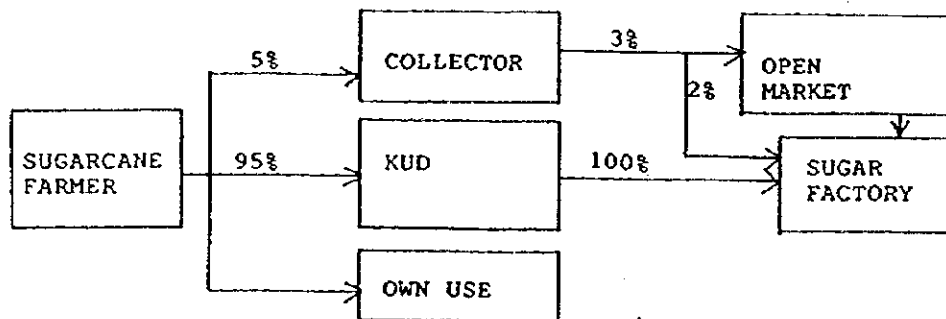 3%
5%
COLLECTOR
OPEN
MARKET
2%
SUGARCANE
FARMER
95%
KUD
100%
SUGAR
FACTORY
OWN USE